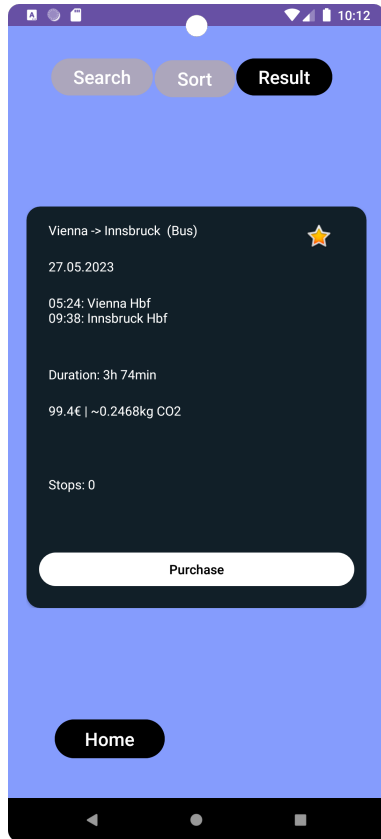 A
10:12
Search
Sort
Result
Vienna -> Innsbruck  (Bus)
27.05.2023
05:24: Vienna Hbf
09:38: Innsbruck Hbf
Duration: 3h 74min
99.4€ | ~0.2468kg CO2
Stops: 0
Purchase
Home